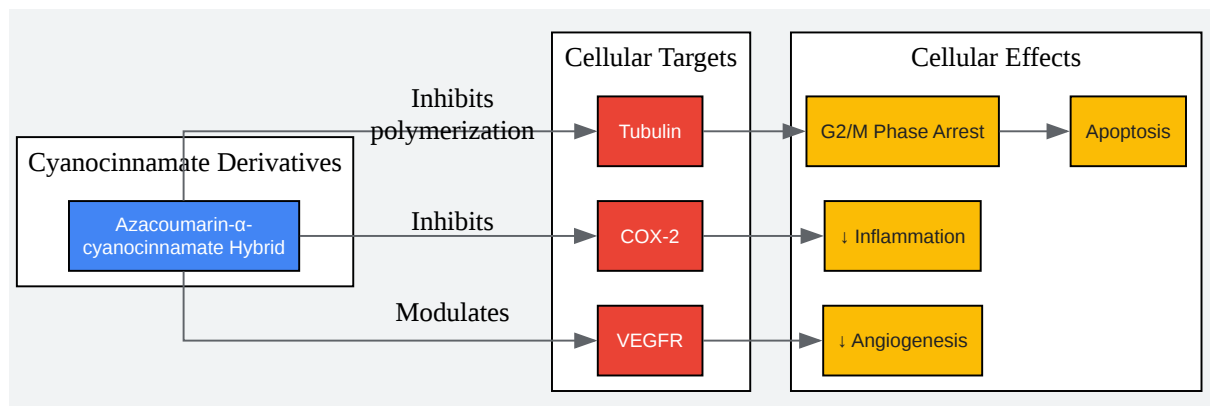 Cyanocinnamate Derivatives
Azacoumarin-α-
cyanocinnamate Hybrid
Inhibits
polymerization
Inhibits
Modulates
Cellular Targets
Tubulin
COX-2
VEGFR
Cellular Effects
G2/M Phase Arrest
Apoptosis
↓ Inflammation
↓ Angiogenesis